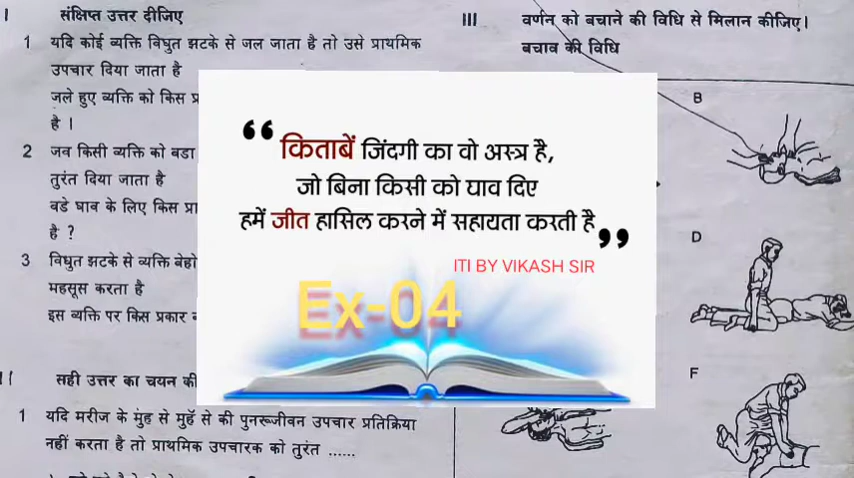 I संक्षिप्त उत्तर दीजिए
1 यदि कोई व्यक्ति विधुत झटके से जल जाता है तो उसे प्राथमिक
उपचार दिया जाता है
जले हुए व्यक्ति को किस
है ।
2 जब किसी व्यक्ति को बडा
तुरंत दिया जाता है
बडे घाव के लिए किस
है ?
3 विधुत झटके से व्यक्ति
महसूस करता है
इस व्यक्ति पर किस प्रकार
II सही उत्तर का चयन की
1 यदि मरीज के मुंह से मुहॅ से की पुनरूजीवन उपचार प्रतिक्रिया
नहीं करता है तो प्राथमिक उपचारक को तुरंत ......
III वर्णन को बचाने की विधि से मिलान कीजिए।
बचाव की विधि
B
D
F
“ किताबें जिंदगी का वो अस्त्र है,
जो बिना किसी को घाव दिए
हमें जीत हासिल करने में सहायता करती है ”
ITI BY VIKASH SIR
Ex-04